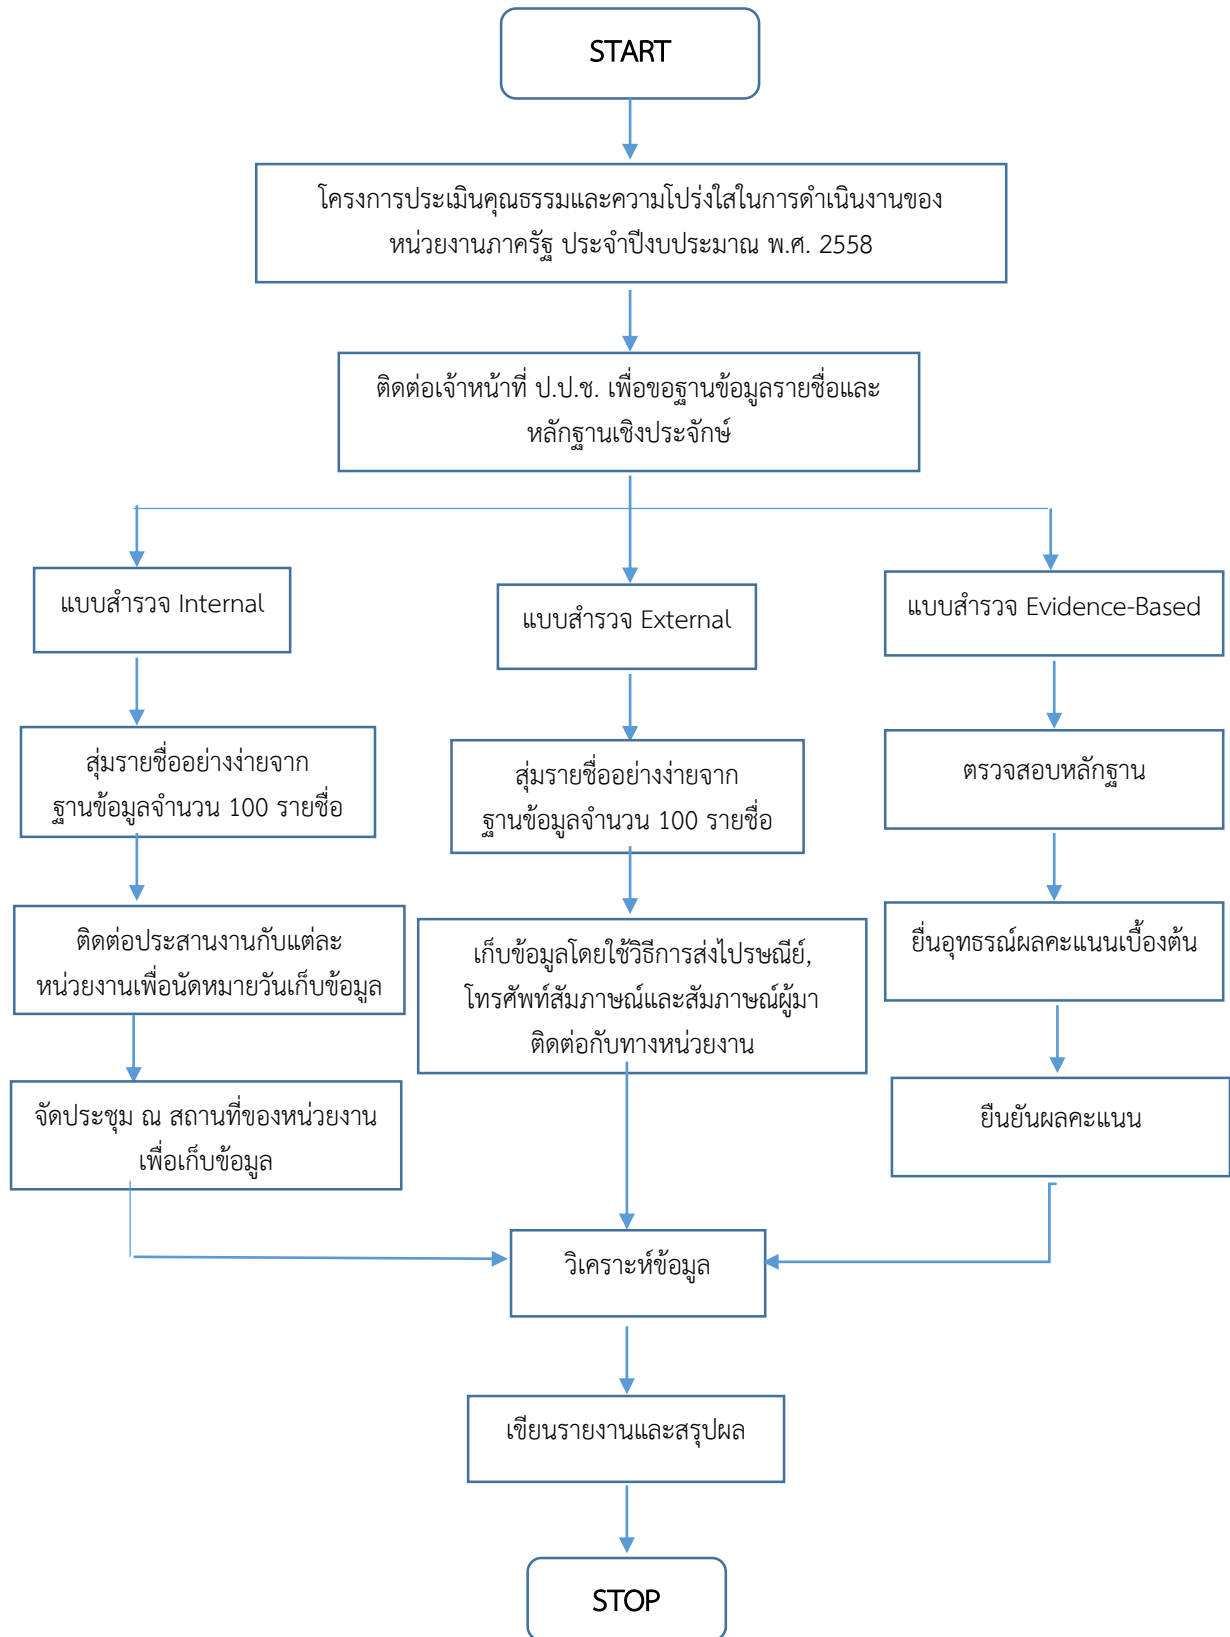 START
โครงการประเมินคุณธรรมและความโปร่งใสในการดำเนินงานของ
หน่วยงานภาครัฐ ประจำปีงบประมาณ พ.ศ. 2558
ติดต่อเจ้าหน้าที่ ป.ป.ช. เพื่อขอฐานข้อมูลรายชื่อและ
หลักฐานเชิงประจักษ์
แบบสำรวจ Internal
สุ่มรายชื่ออย่างง่ายจาก
ฐานข้อมูลจำนวน 100 รายชื่อ
ติดต่อประสานงานกับแต่ละ
หน่วยงานเพื่อนัดหมายวันเก็บข้อมูล
จัดประชุม ณ สถานที่ของหน่วยงาน
เพื่อเก็บข้อมูล
แบบสำรวจ External
สุ่มรายชื่ออย่างง่ายจาก
ฐานข้อมูลจำนวน 100 รายชื่อ
เก็บข้อมูลโดยใช้วิธีการส่งไปรษณีย์,
โทรศัพท์สัมภาษณ์และสัมภาษณ์ผู้มา
ติดต่อกับทางหน่วยงาน
แบบสำรวจ Evidence-Based
ตรวจสอบหลักฐาน
ยื่นอุทธรณ์ผลคะแนนเบื้องต้น
ยืนยันผลคะแนน
วิเคราะห์ข้อมูล
เขียนรายงานและสรุปผล
STOP